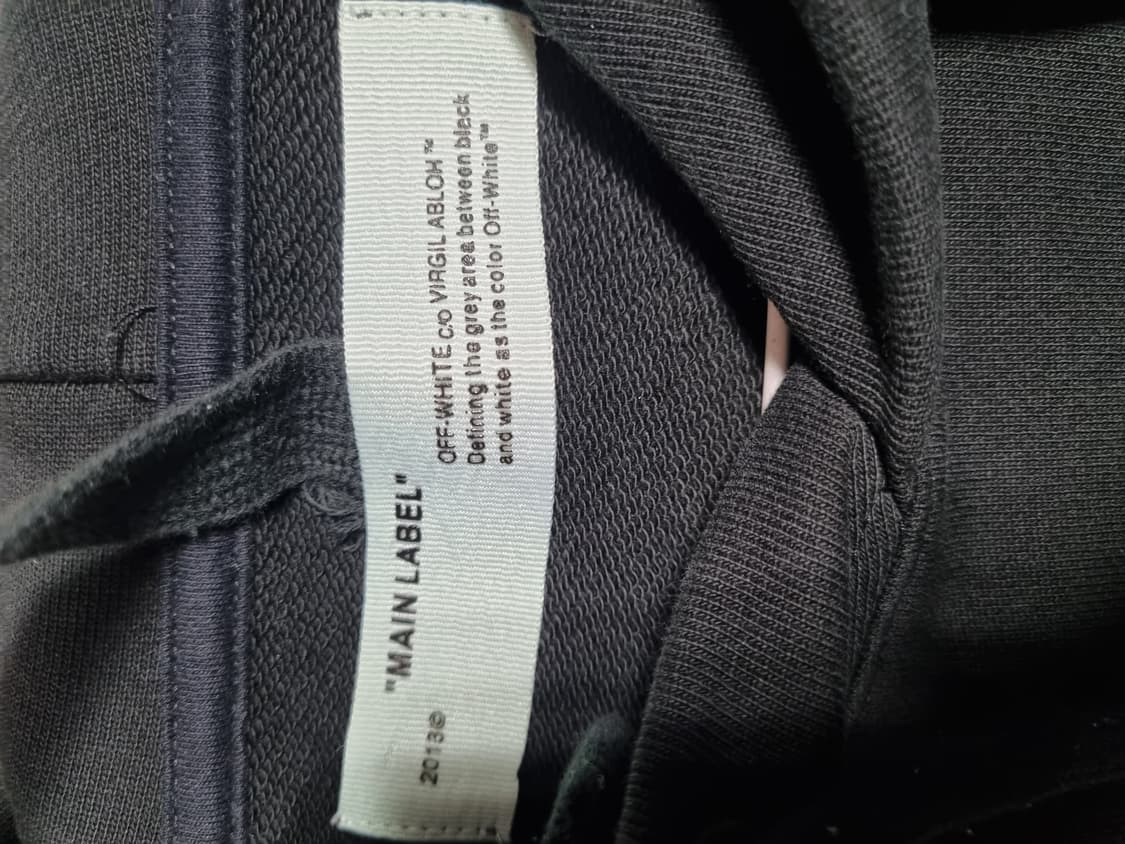 2013©
"MAIN LABEL"
OFF-WHITE C/O VIRGIL ABLOH™
Defining the grey area between black
and white as the color Off-White™